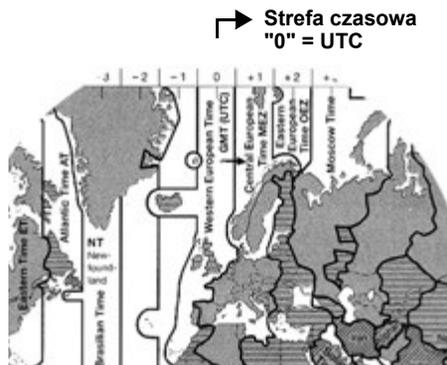 Strefa czasowa
"0" = UTC
-3 -2 -1 0 +1 +2
Eastern Time ET
Atlantic Time AT
NT
New-
found-
land
Brasilian Time
Western European Time
GMT (UTC)
Central European
Time MEZ
Eastern
European
Time OEZ
Moscow Time